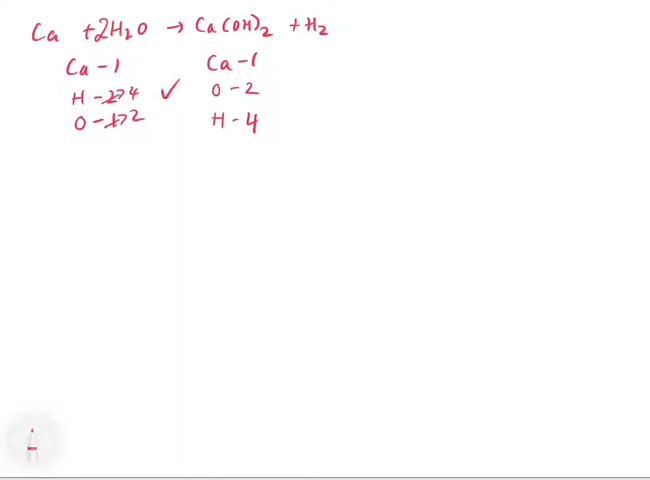 Ca + 2H₂O → Ca(OH)₂ + H₂
Ca - 1 Ca - 1
H - 2→4 ✓ O - 2
O - 1→2 H - 4